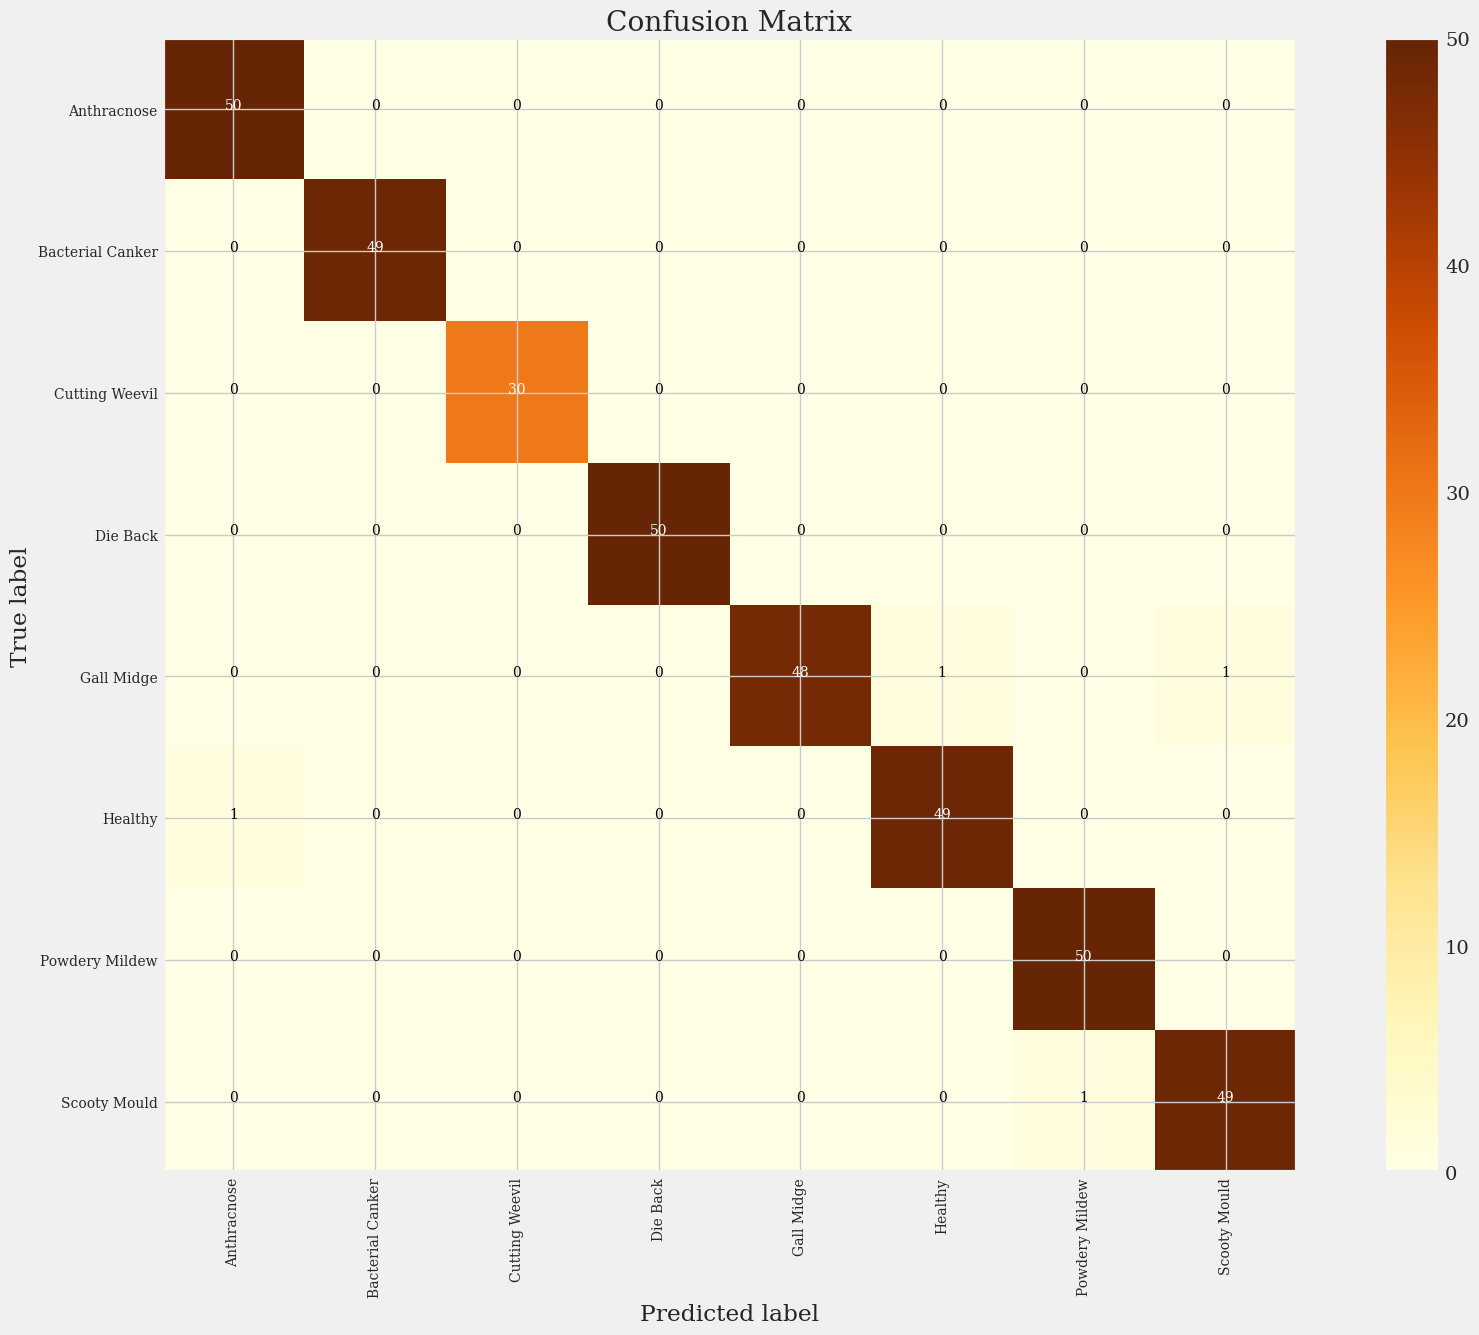 Confusion Matrix
50
Anthracnose 50 0 0 0 0 0 0 0
Bacterial Canker 0 49 0 0 0 0 0 0
40
Cutting Weevil 0 0 30 0 0 0 0 0
30
Die Back 0 0 0 50 0 0 0 0
True label
Gall Midge 0 0 0 0 48 1 0 1
20
Healthy 1 0 0 0 0 49 0 0
10
Powdery Mildew 0 0 0 0 0 0 50 0
Scooty Mould 0 0 0 0 0 0 1 49
0
Anthracnose
Bacterial Canker
Cutting Weevil
Die Back
Gall Midge
Healthy
Powdery Mildew
Scooty Mould
Predicted label